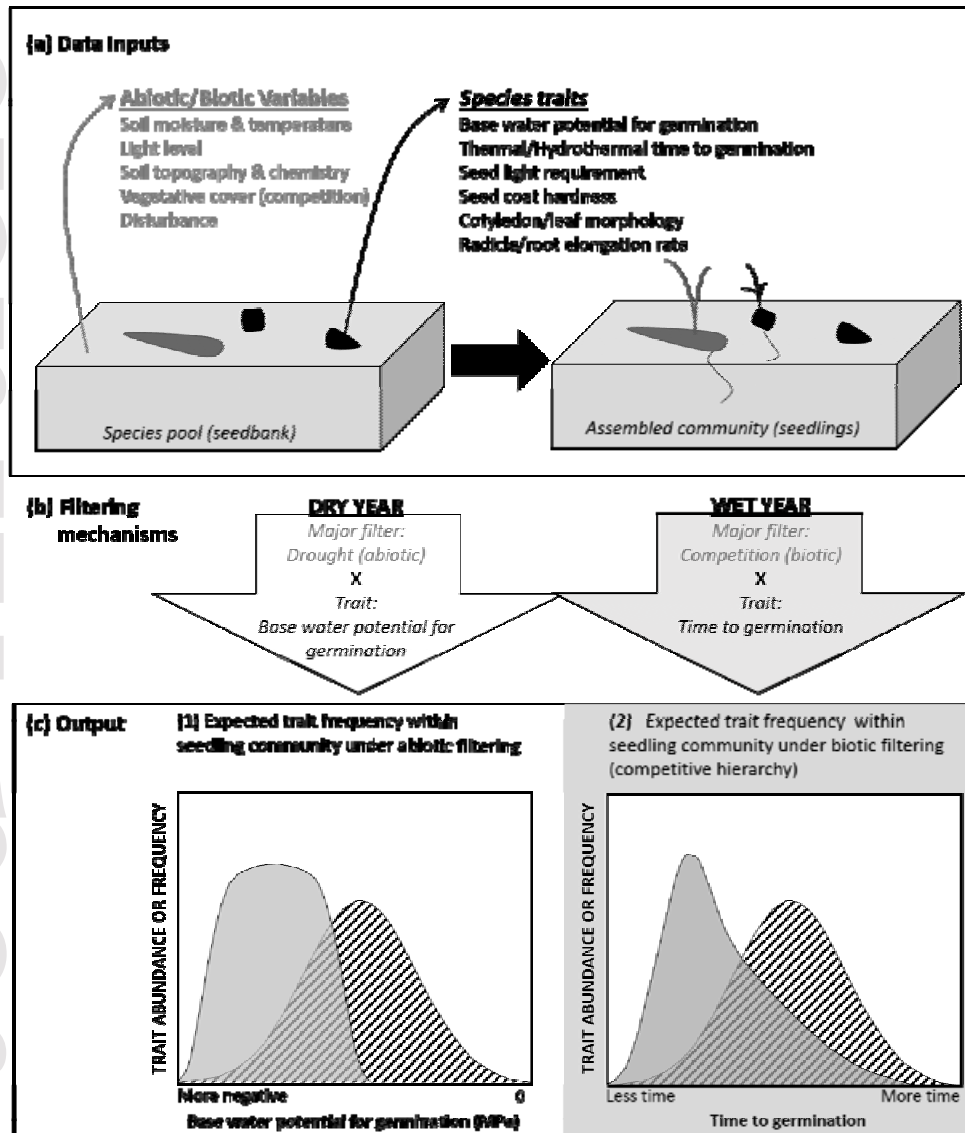 (a) Data Inputs
Abiotic/Biotic Variables
Soil moisture & temperature
Light level
Soil topography & chemistry
Vegetative cover (competition)
Disturbance
Species traits
Base water potential for germination
Thermal/Hydrothermal time to germination
Seed light requirement
Seed coat hardness
Cotyledon/leaf morphology
Radicle/root elongation rate
Species pool (seedbank)
Assembled community (seedlings)
(b) Filtering
mechanisms
DRY YEAR
Major filter:
Drought (abiotic)
X
Trait:
Base water potential for
germination
WET YEAR
Major filter:
Competition (biotic)
X
Trait:
Time to germination
(c) Output
(1) Expected trait frequency within
seedling community under abiotic filtering
TRAIT ABUNDANCE OR FREQUENCY
More negative
0
Base water potential for germination (MPa)
(2) Expected trait frequency within
seedling community under biotic filtering
(competitive hierarchy)
TRAIT ABUNDANCE OR FREQUENCY
Less time
More time
Time to germination